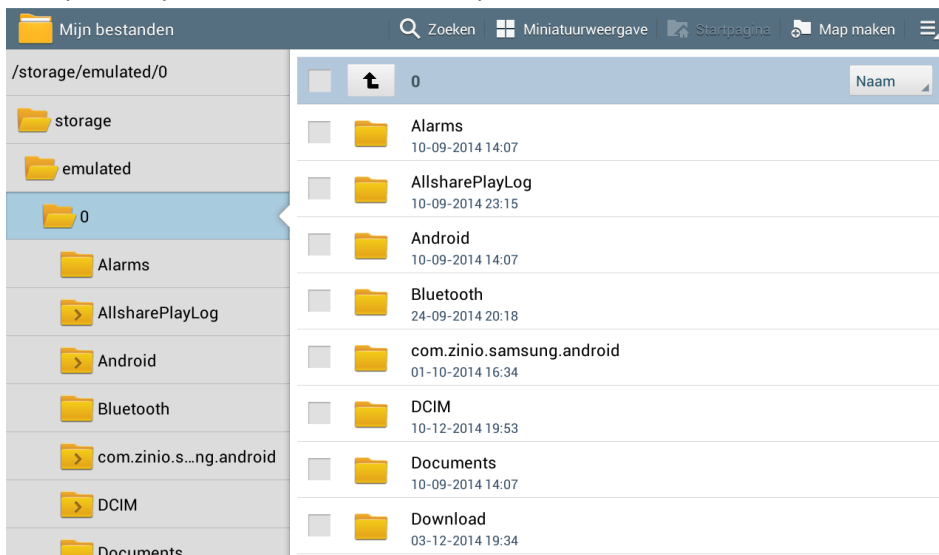 Mijn bestanden
Zoeken
Miniatuurweergave
Startpagina
Map maken
/storage/emulated/0
storage
emulated
0
Alarms
AllsharePlayLog
Android
Bluetooth
com.zinio.s...ng.android
DCIM
Documents
0
Naam
Alarms
10-09-2014 14:07
AllsharePlayLog
10-09-2014 23:15
Android
10-09-2014 14:07
Bluetooth
24-09-2014 20:18
com.zinio.samsung.android
01-10-2014 16:34
DCIM
10-12-2014 19:53
Documents
10-09-2014 14:07
Download
03-12-2014 19:34